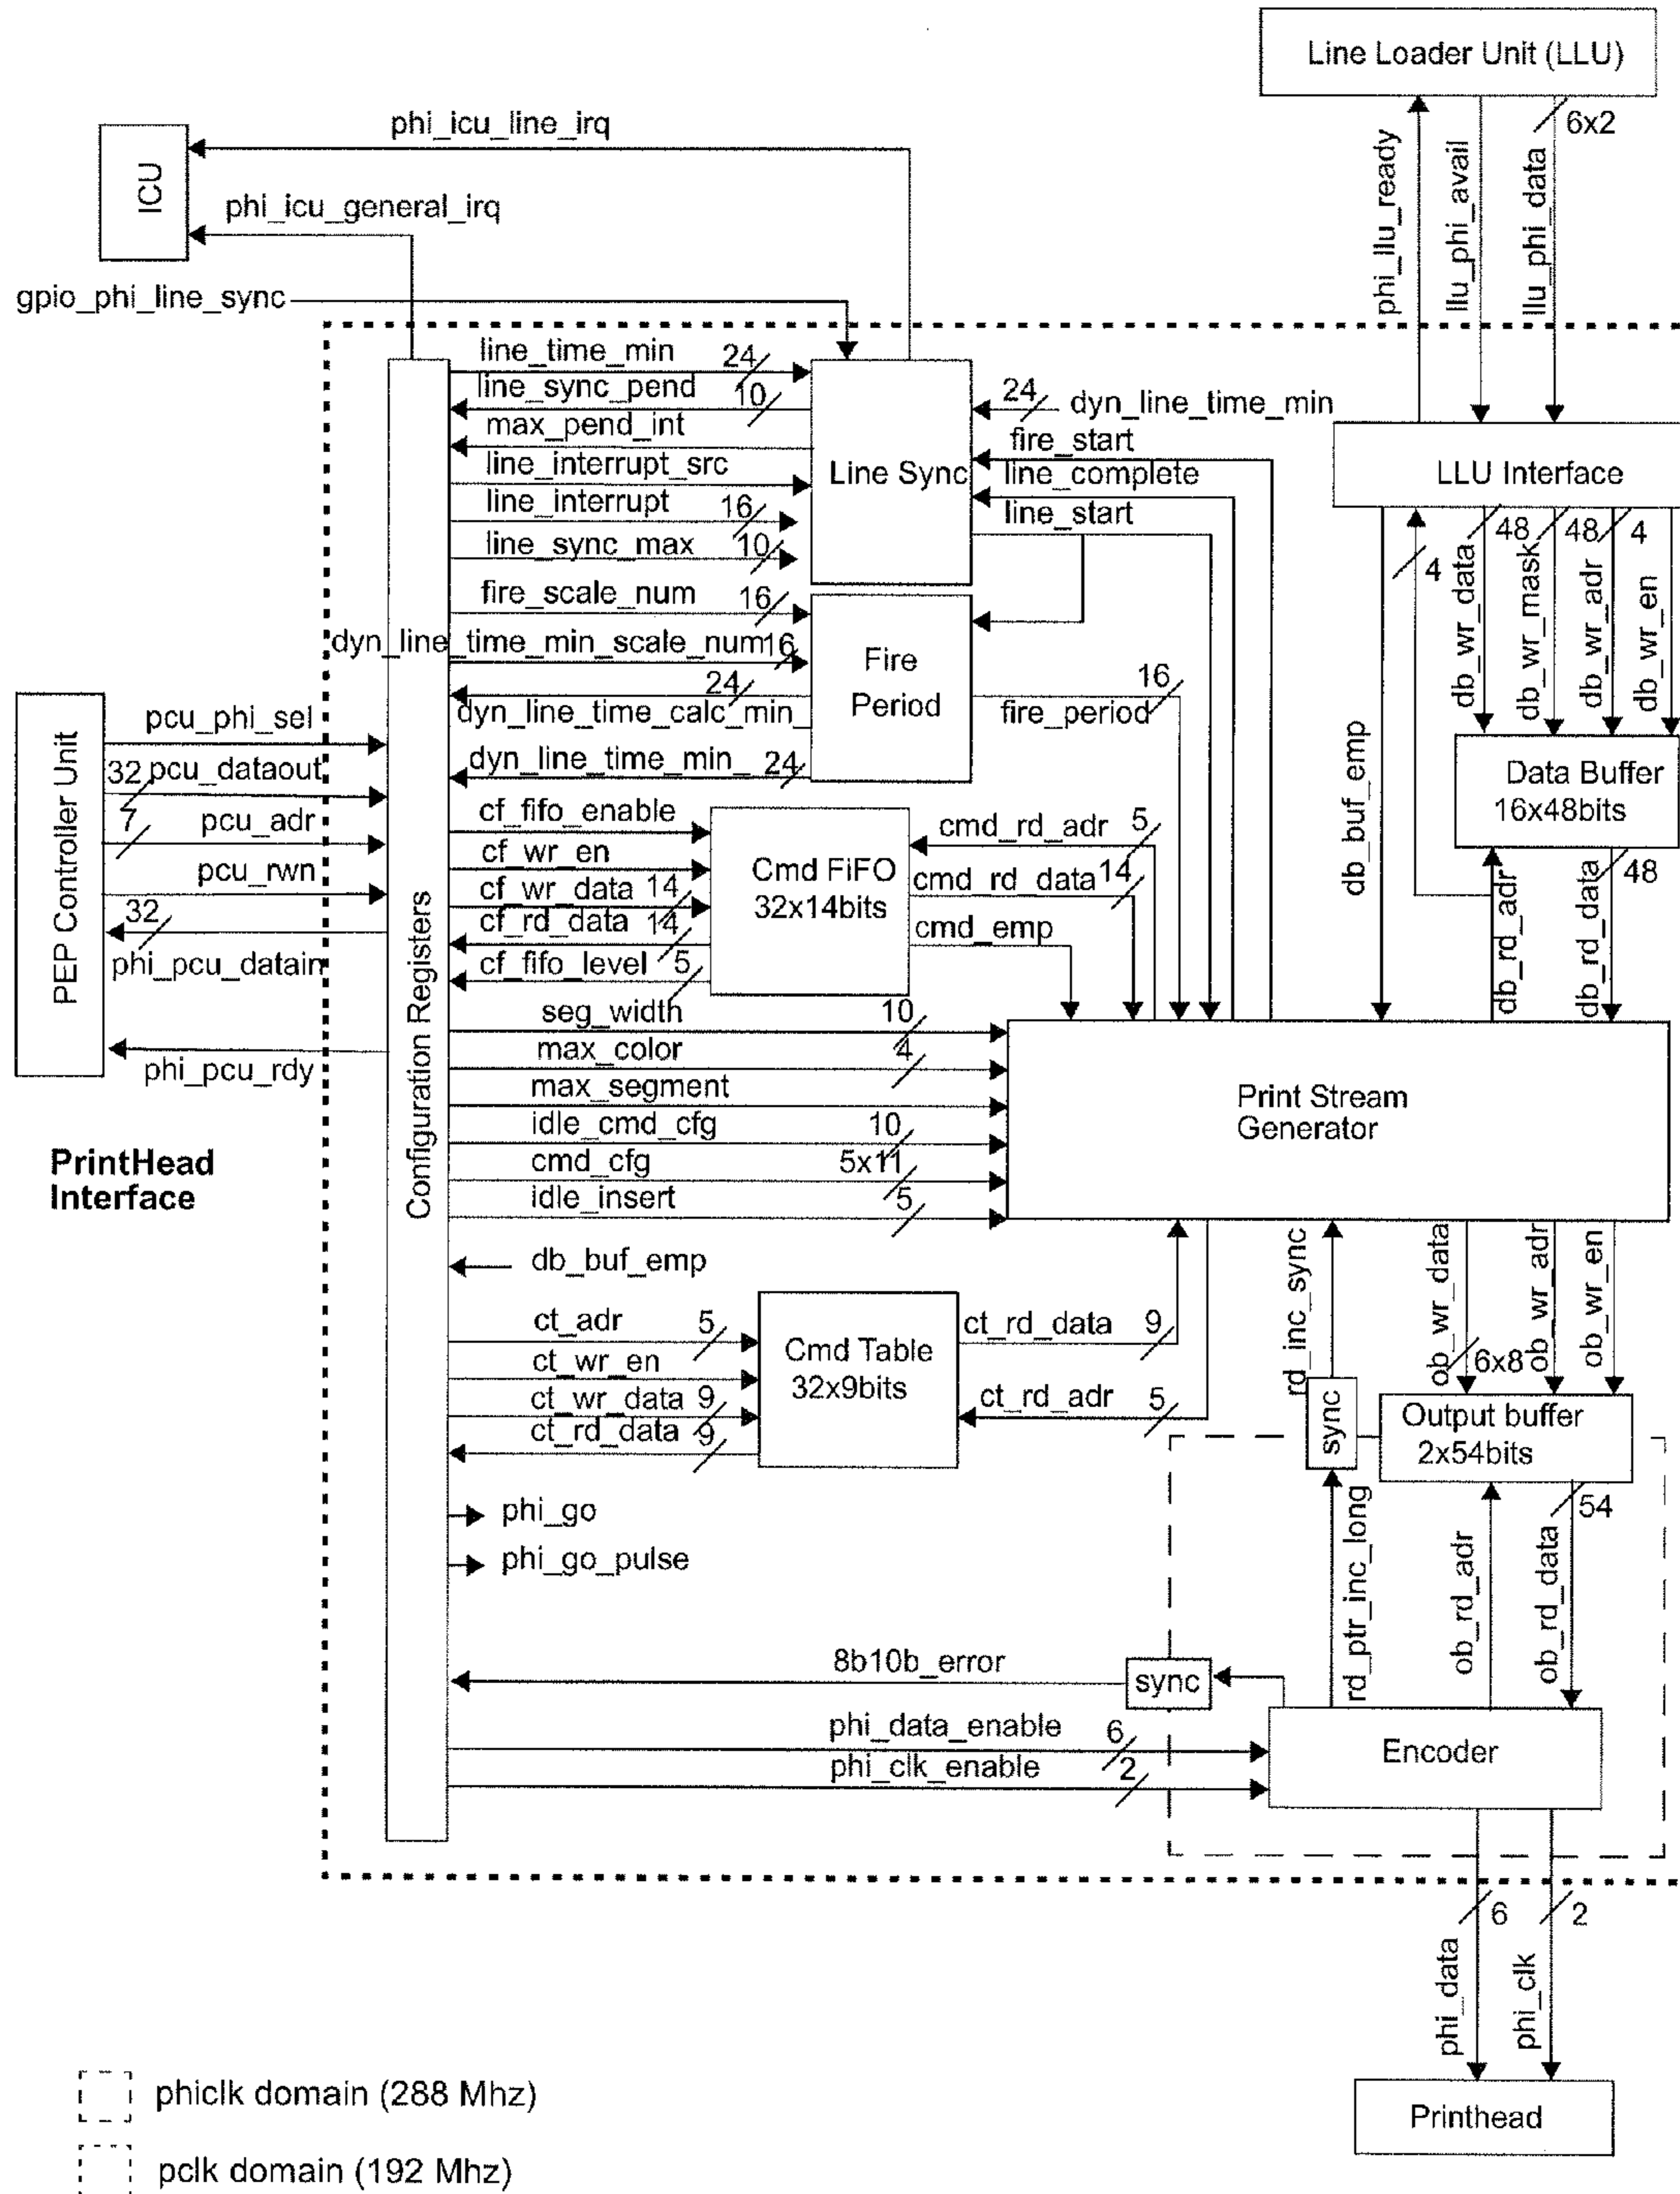 Line Loader Unit (LLU)
6x2
phi_llu_ready
llu_phi_avail
llu_phi_data
ICU
phi_icu_line_irq
phi_icu_general_irq
gpio_phi_line_sync
line_time_min
24
line_sync_pend
10
max_pend_int
line_interrupt_src
line_interrupt
16
line_sync_max
10
Line Sync
24
dyn_line_time_min
fire_start
line_complete
line_start
LLU Interface
4
48
48
4
db_wr_data
db_wr_mask
db_wr_adr
db_wr_en
db_buf_emp
fire_scale_num
16
dyn_line_time_min_scale_num
16
24
dyn_line_time_calc_min_
dyn_line_time_min_
24
Fire
Period
16
fire_period
Data Buffer
16x48bits
48
db_rd_adr
db_rd_data
PEP Controller Unit
pcu_phi_sel
32
pcu_dataout
7
pcu_adr
pcu_rwn
32
phi_pcu_datain
phi_pcu_rdy
Configuration Registers
cf_fifo_enable
cf_wr_en
cf_wr_data
14
cf_rd_data
14
cf_fifo_level
5
Cmd FiFO
32x14bits
cmd_rd_adr
5
cmd_rd_data
14
cmd_emp
PrintHead
Interface
seg_width
10
max_color
4
max_segment
idle_cmd_cfg
10
cmd_cfg
5x11
idle_insert
5
Print Stream
Generator
db_buf_emp
ct_adr
5
ct_wr_en
ct_wr_data
9
ct_rd_data
9
Cmd Table
32x9bits
ct_rd_data
9
ct_rd_adr
5
rd_inc_sync
ob_wr_data
6x8
ob_wr_adr
ob_wr_en
sync
Output buffer
2x54bits
54
rd_ptr_inc_long
ob_rd_adr
ob_rd_data
phi_go
phi_go_pulse
8b10b_error
sync
phi_data_enable
6
phi_clk_enable
2
Encoder
6
2
phi_data
phi_clk
Printhead
phiclk domain (288 Mhz)
pclk domain (192 Mhz)